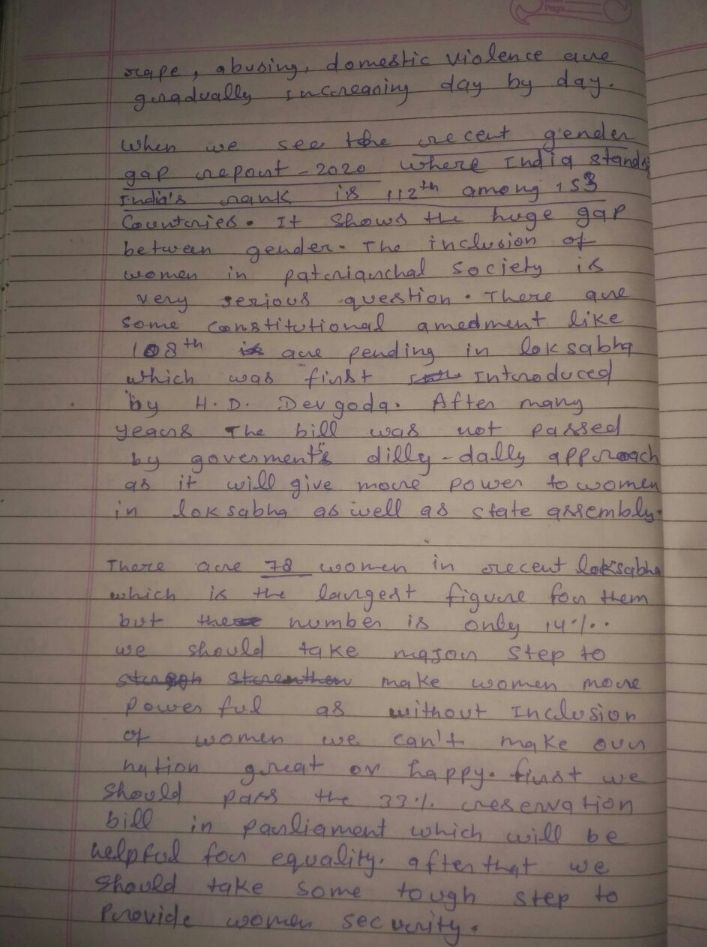 rape, abusing, domestic violence are
gradually increasing day by day.
When we see the recent gender
gap report - 2020 where India stands
India's rank is 112th among 153
Countries. It shows the huge gap
between gender. The inclusion of
women in patriarchal society is
very serious question. There are
some constitutional amedment like
108th are pending in loksabha
which was first Introduced
by H.D. Devgoda. After many
years The bill was not passed
by goverment's dilly-dally approach
as it will give more power to women
in loksabha as well as state assembly.
There are 78 women in recent loksabha
which is the largest figure for them
but the number is only 14%.
we should take major step to
make women more
powerful as without Inclusion
of women we can't make our
nation great or happy. first we
should pass the 33% reservation
bill in parliament which will be
helpful for equality. after that we
should take some tough step to
Provide women security.